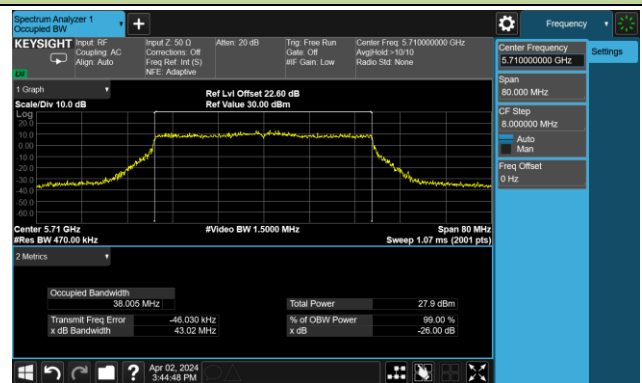 Spectrum Analyzer 1
Occupied BW
Frequency
KEYSIGHT
Input: RF
Coupling: AC
Align: Auto
Input Z: 50 Ω
Corrections: Off
Freq Ref: Int (S)
NFE: Adaptive
Atten: 20 dB
Trig: Free Run
Gate: Off
#IF Gain: Low
Center Freq: 5.710000000 GHz
Avg|Hold:>10/10
Radio Std: None
Center Frequency
5.710000000 GHz
Settings
Span
80.000 MHz
CF Step
8.000000 MHz
Auto
Man
Freq Offset
0 Hz
1 Graph
Scale/Div 10.0 dB
Ref Lvl Offset 22.60 dB
Ref Value 30.00 dBm
Log
20.0
10.0
0.00
-10.0
-20.0
-30.0
-40.0
-50.0
-60.0
Center 5.71 GHz
#Res BW 470.00 kHz
#Video BW 1.5000 MHz
Span 80 MHz
Sweep 1.07 ms (2001 pts)
2 Metrics
Occupied Bandwidth
38.005 MHz
Total Power 27.9 dBm
Transmit Freq Error -46.030 kHz
% of OBW Power 99.00 %
x dB Bandwidth 43.02 MHz
x dB -26.00 dB
Apr 02, 2024
3:44:48 PM